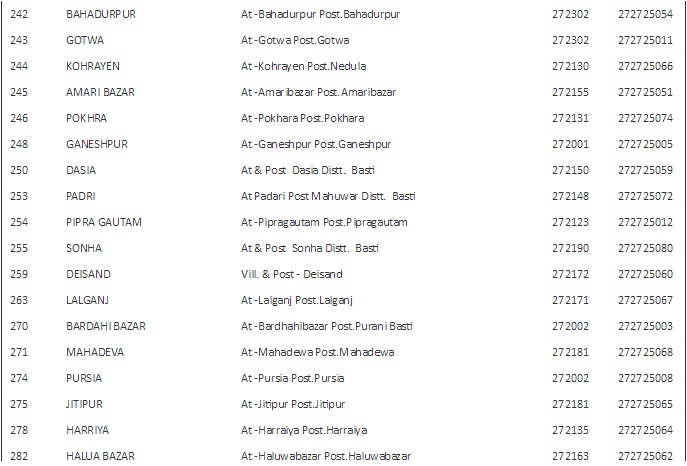 242 BAHADURPUR At -Bahadurpur Post.Bahadurpur 272302 272725054
243 GOTWA At -Gotwa Post.Gotwa 272302 272725011
244 KOHRAYEN At -Kohrayen Post.Nedula 272130 272725066
245 AMARI BAZAR At -Amaribazar Post.Amaribazar 272155 272725051
246 POKHRA At -Pokhara Post.Pokhara 272131 272725074
248 GANESHPUR At -Ganeshpur Post.Ganeshpur 272001 272725005
250 DASIA At & Post Dasia Distt. Basti 272150 272725059
253 PADRI At Padari Post Mahuwar Distt. Basti 272148 272725072
254 PIPRA GAUTAM At -Pipragautam Post.Pipragautam 272123 272725012
255 SONHA At & Post Sonha Distt. Basti 272190 272725080
259 DEISAND Vill. & Post - Deisand 272172 272725060
263 LALGANJ At -Lalganj Post.Lalganj 272171 272725067
270 BARDAHI BAZAR At -Bardhahibazar Post.Purani Basti 272002 272725003
271 MAHADEVA At -Mahadewa Post.Mahadewa 272181 272725068
274 PURSIA At -Pursia Post.Pursia 272002 272725008
275 JITIPUR At -Jitipur Post.Jitipur 272181 272725065
278 HARRIYA At -Harraiya Post.Harraiya 272135 272725064
282 HALUA BAZAR At -Haluwabazar Post.Haluwabazar 272163 272725062